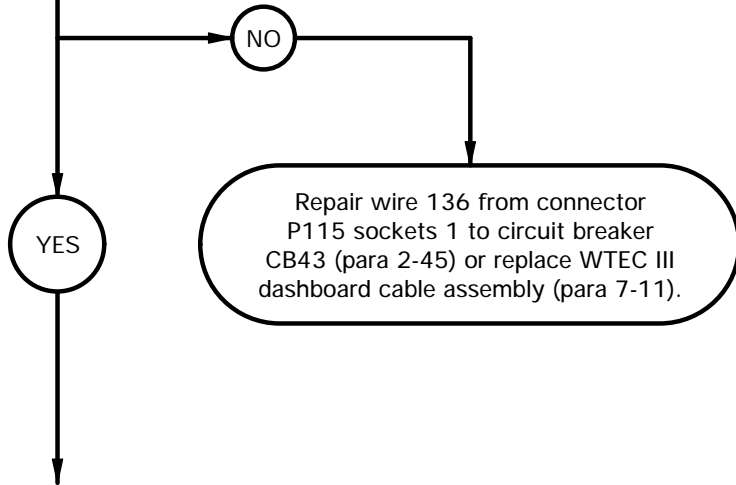 NO
YES
Repair wire 136 from connector
P115 sockets 1 to circuit breaker
CB43 (para 2-45) or replace WTEC III
dashboard cable assembly (para 7-11).